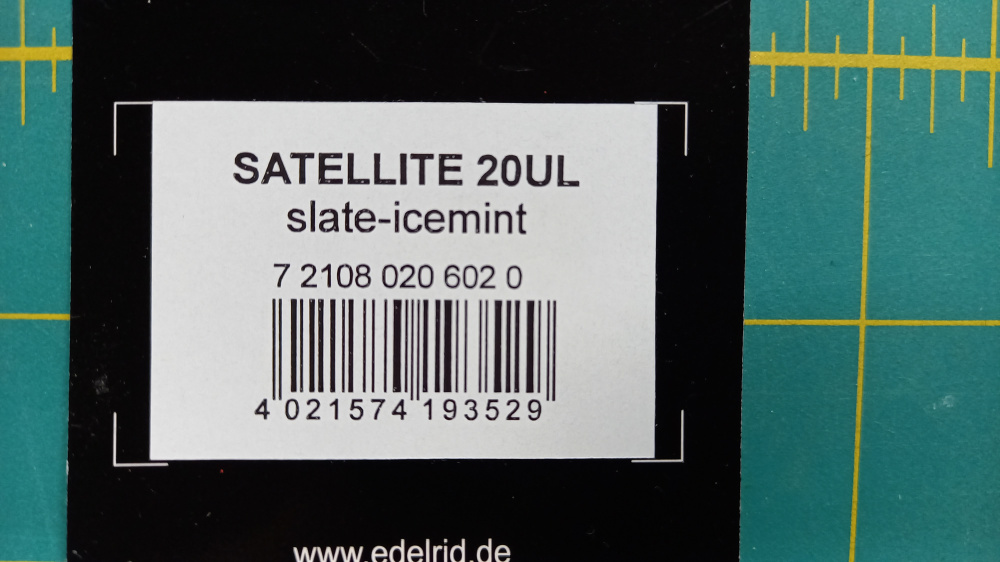 SATELLITE 20UL
slate-icemint
7 2108 020 602 0
4 021574 193529
www.edelrid.de